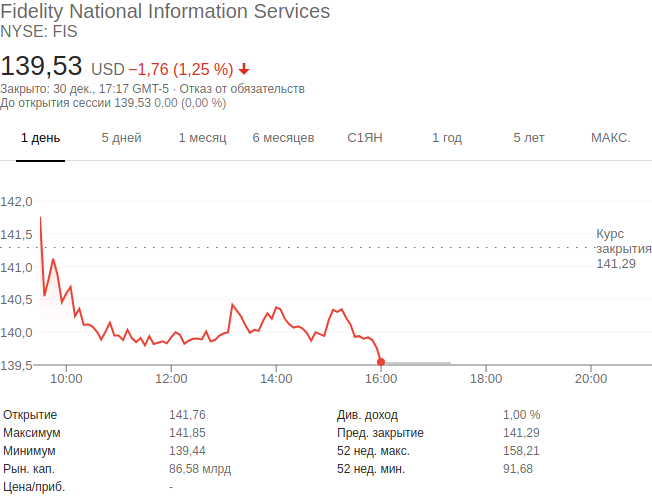 Fidelity National Information Services
NYSE: FIS
139,53 USD −1,76 (1,25 %)
Закрыто: 30 дек., 17:17 GMT-5 · Отказ от обязательств
До открытия сессии 139,53 0,00 (0,00 %)
1 день 5 дней 1 месяц 6 месяцев С1ЯН 1 год 5 лет МАКС.
142,0
141,5
141,0
140,5
140,0
139,5
Курс
закрытия
141,29
10:00 12:00 14:00 16:00 18:00 20:00
Открытие 141,76 Див. доход 1,00 %
Максимум 141,85 Пред. закрытие 141,29
Минимум 139,44 52 нед. макс. 158,21
Рын. кап. 86,58 млрд 52 нед. мин. 91,68
Цена/приб. -